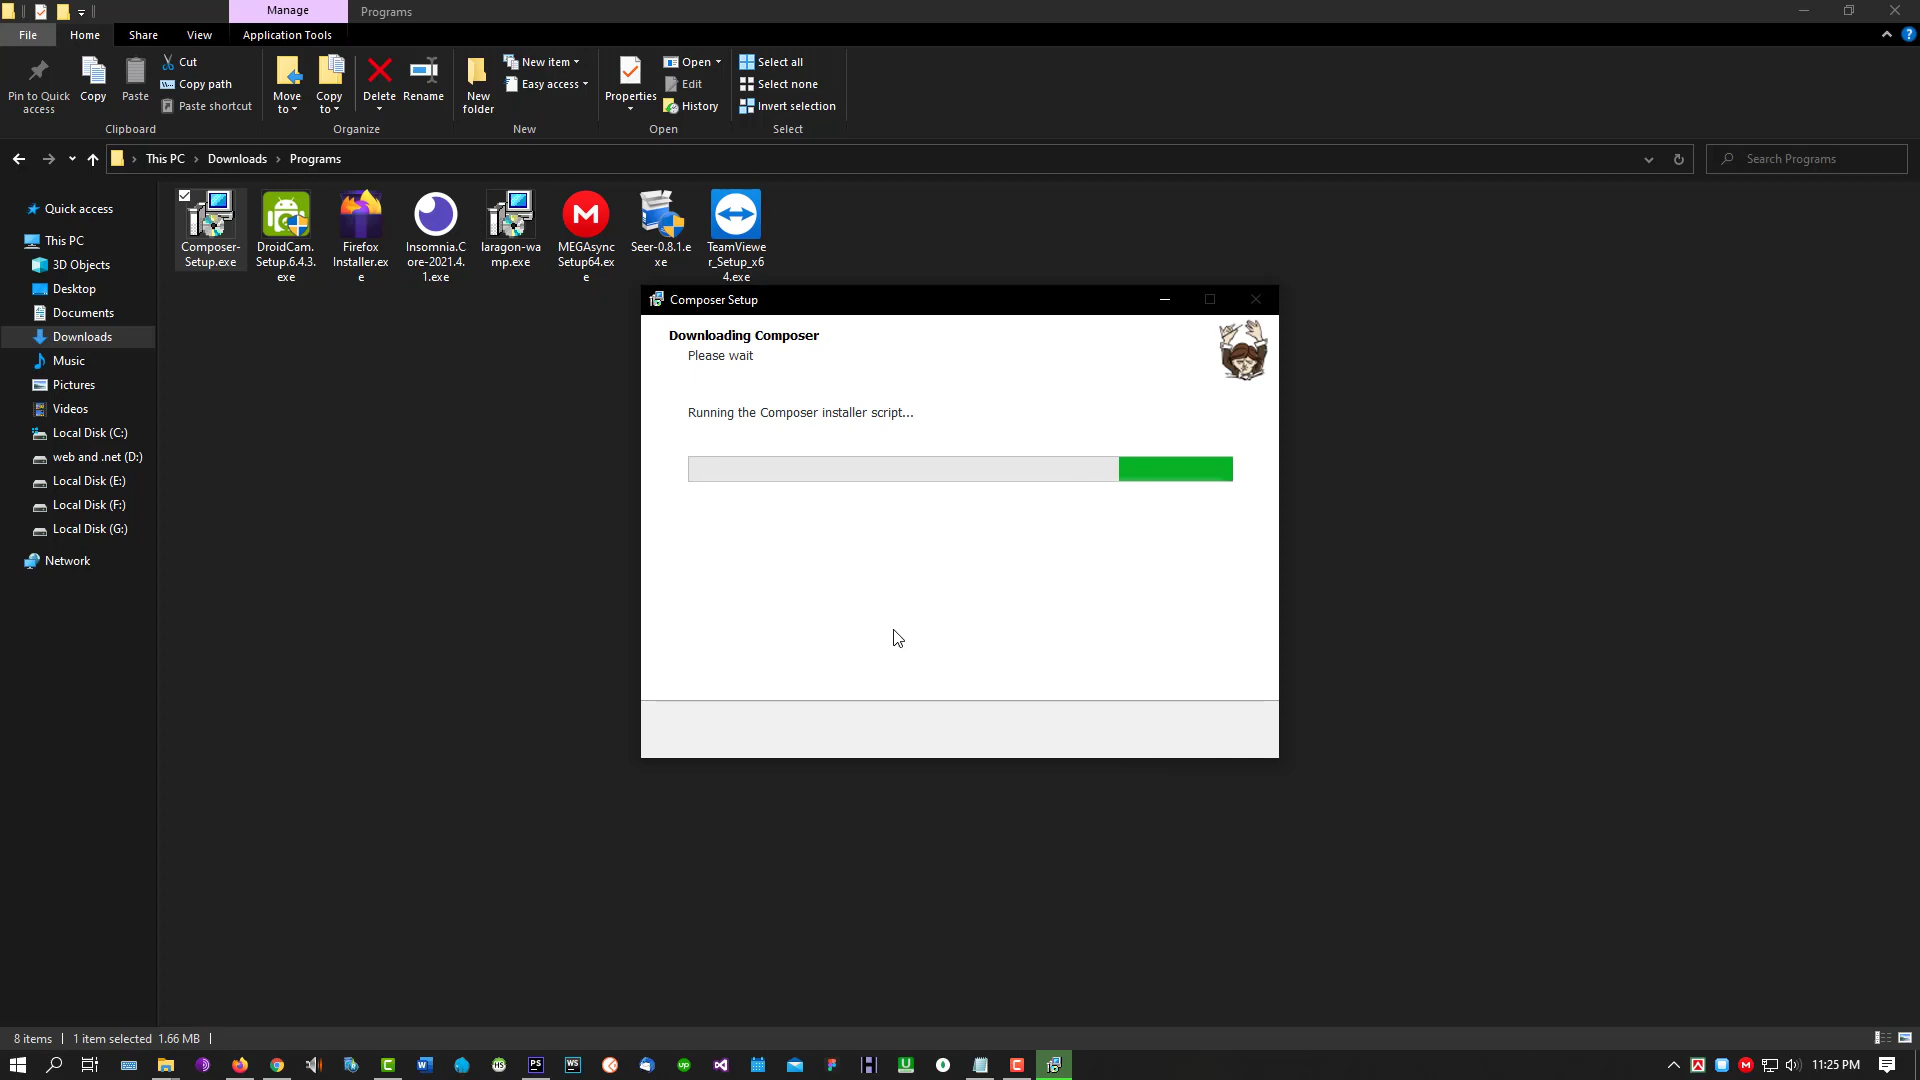 Manage
Programs
File
Home
Share
View
Application Tools
Pin to Quick
access
Copy
Paste
Cut
Copy path
Paste shortcut
Clipboard
Move
to
Copy
to
Delete
Rename
Organize
New
folder
New item
Easy access
New
Properties
Open
Edit
History
Open
Select all
Select none
Invert selection
Select
This PC
Downloads
Programs
Search Programs
Quick access
This PC
3D Objects
Desktop
Documents
Downloads
Music
Pictures
Videos
Local Disk (C:)
web and .net (D:)
Local Disk (E:)
Local Disk (F:)
Local Disk (G:)
Network
Composer-
Setup.exe
DroidCam.
Setup.6.4.3.
exe
Firefox
Installer.ex
e
Insomnia.C
ore-2021.4.
1.exe
laragon-wa
mp.exe
MEGAsync
Setup64.ex
e
Seer-0.8.1.e
xe
TeamViewe
r_Setup_x6
4.exe
Composer Setup
Downloading Composer
Please wait
Running the Composer installer script...
8 items
1 item selected 1.66 MB
11:25 PM